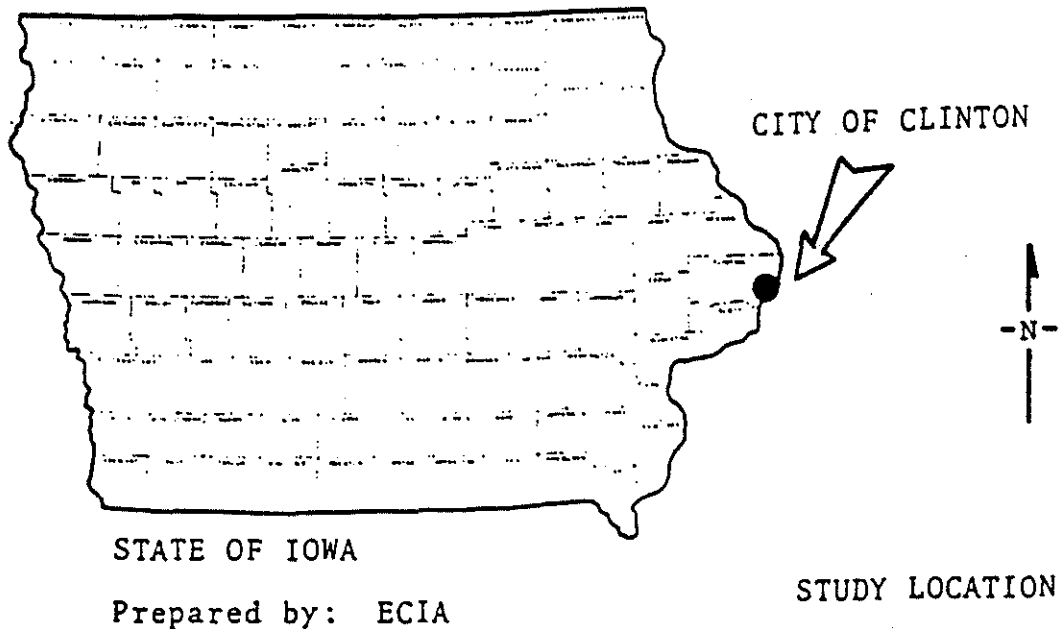 CITY OF CLINTON
-N-
STATE OF IOWA
STUDY LOCATION
Prepared by: ECIA